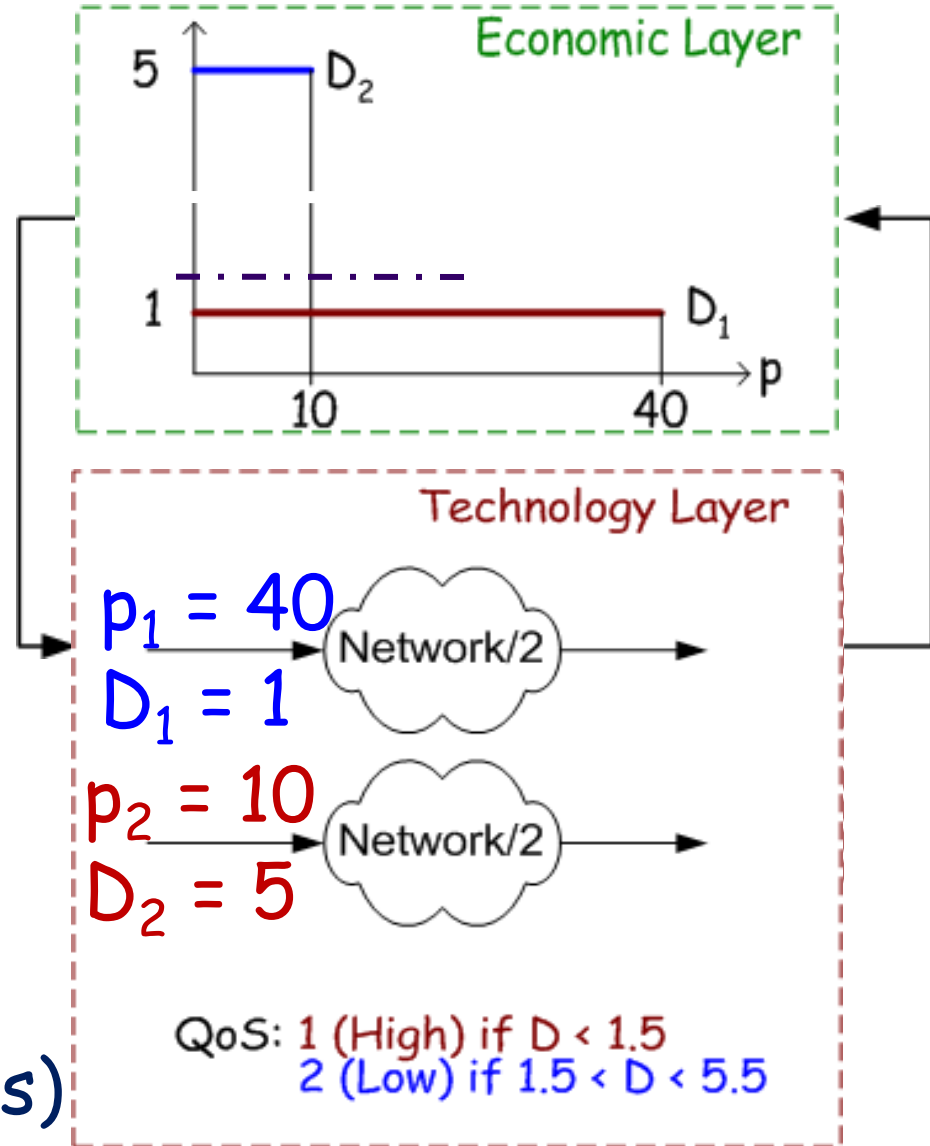 Economic Layer
5
D₂
1
D₁
p
10
40
Technology Layer
p₁ = 40
Network/2
D₁ = 1
p₂ = 10
Network/2
D₂ = 5
QoS: 1 (High) if D < 1.5
2 (Low) if 1.5 < D < 5.5
s)